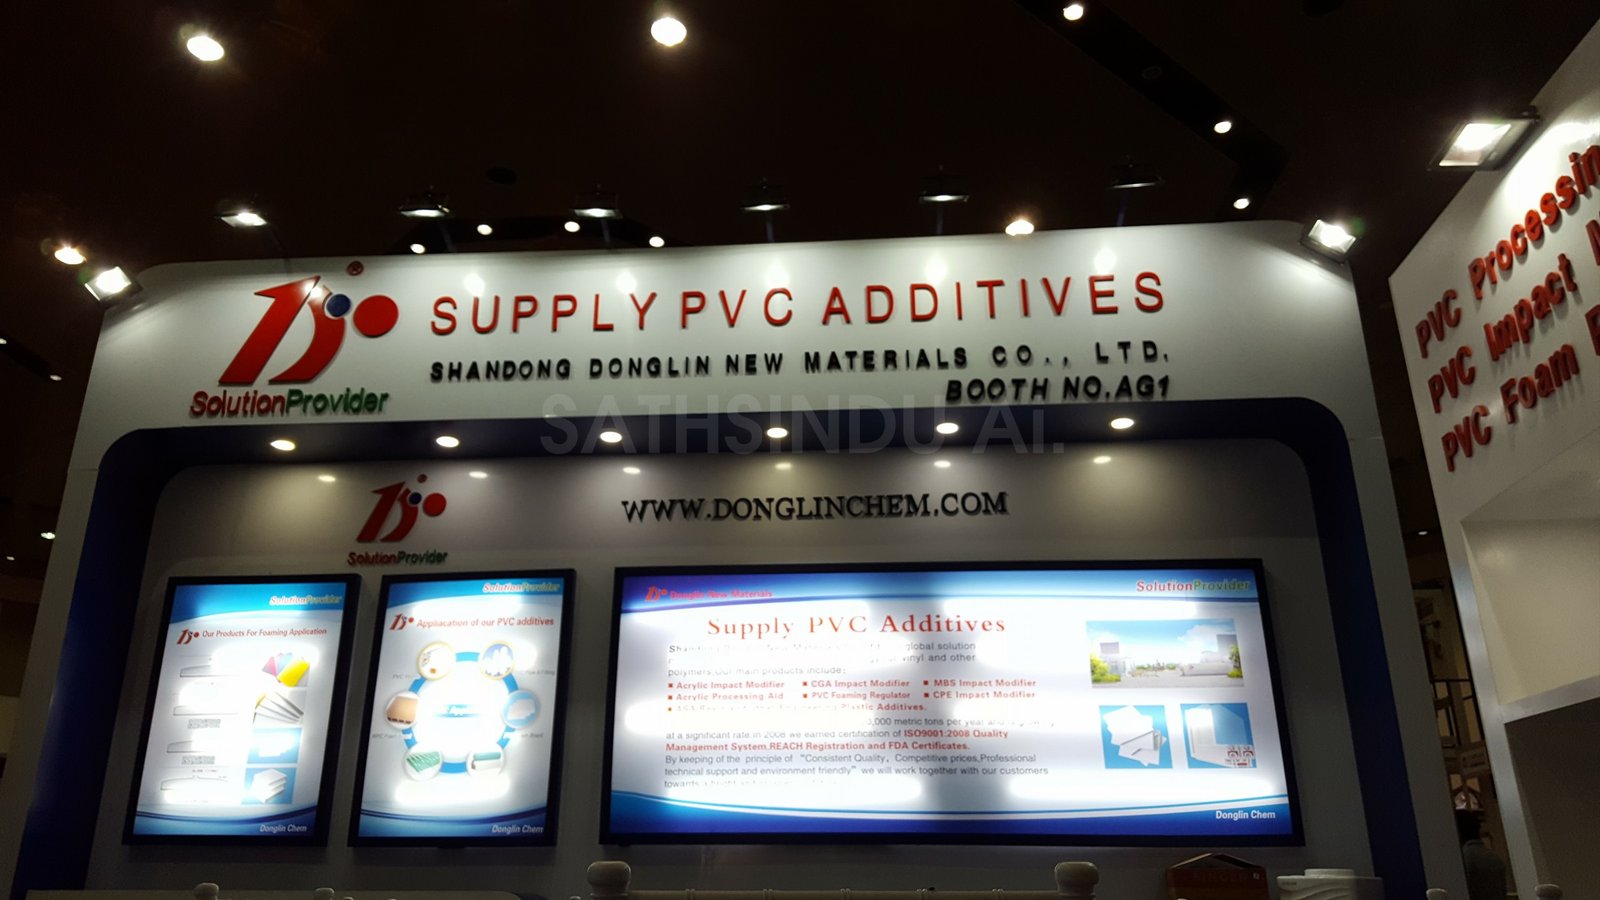 ®
SUPPLY PVC ADDITIVES
SHANDONG DONGLIN NEW MATERIALS CO., LTD.
BOOTH NO.AG1
SolutionProvider
SATHSINDU Ai.
WWW.DONGLINCHEM.COM
SolutionProvider
SolutionProvider
Our Products For Foaming Application
Donglin Chem
SolutionProvider
Appliacation of our PVC additives
Donglin Chem
Donglin New Materials
SolutionProvider
Supply PVC Additives
global solution
vinyl and other
polymers.Our main products include:
■ Acrylic Impact Modifier ■ CGA Impact Modifier ■ MBS Impact Modifier
■ Acrylic Processing Aid ■ PVC Foaming Regulator ■ CPE Impact Modifier
Plastic Additives.
metric tons per year and
at a significant rate.in 2008 we earned certification of ISO9001:2008 Quality
Management System.REACH Registration and FDA Certificates.
By keeping of the principle of "Consistent Quality, Competitive prices,Professional
technical support and environment friendly" we will work together with our customers
towards a
Donglin Chem
PVC Processin
PVC Impact M
PVC Foam